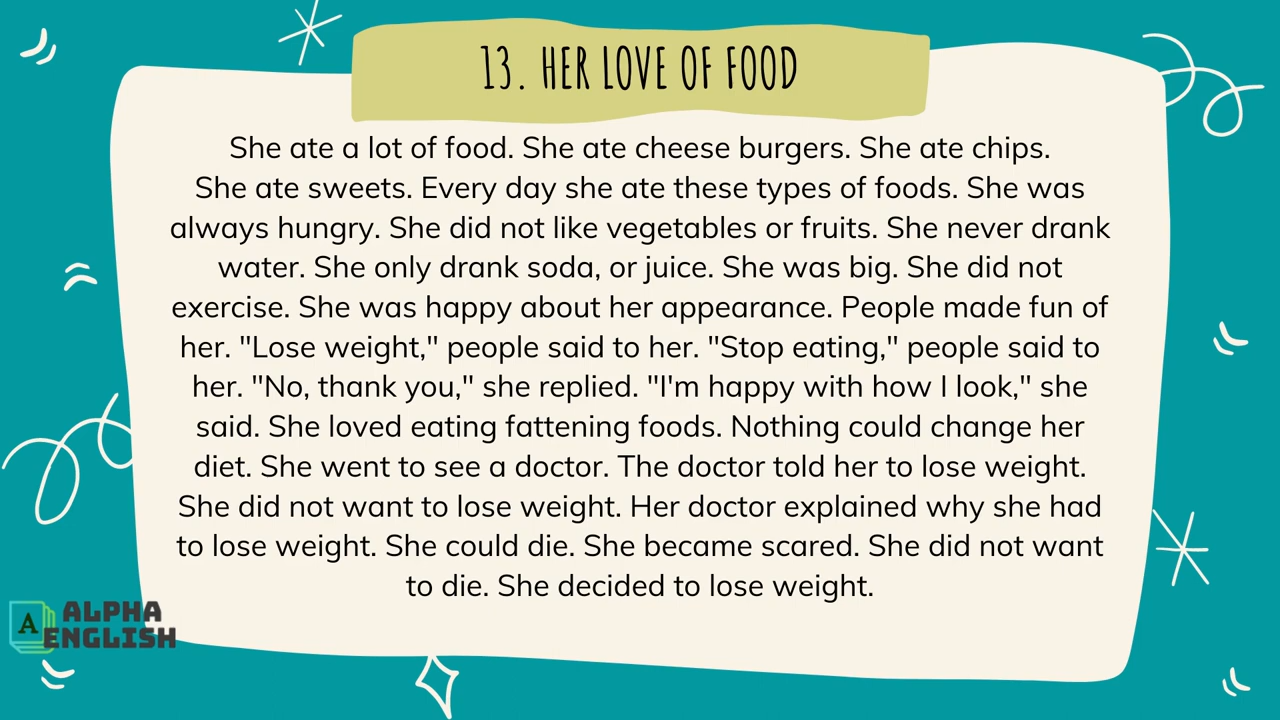 13. HER LOVE OF FOOD
She ate a lot of food. She ate cheese burgers. She ate chips.
She ate sweets. Every day she ate these types of foods. She was
always hungry. She did not like vegetables or fruits. She never drank
water. She only drank soda, or juice. She was big. She did not
exercise. She was happy about her appearance. People made fun of
her. "Lose weight," people said to her. "Stop eating," people said to
her. "No, thank you," she replied. "I'm happy with how I look," she
said. She loved eating fattening foods. Nothing could change her
diet. She went to see a doctor. The doctor told her to lose weight.
She did not want to lose weight. Her doctor explained why she had
to lose weight. She could die. She became scared. She did not want
to die. She decided to lose weight.
A
ALPHA
ENGLISH